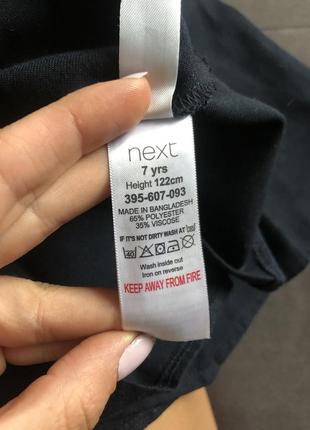 next
7 yrs
Height 122cm
395-607-093
MADE IN BANGLADESH
65% POLYESTER
35% VISCOSE
IF IT'S NOT DIRTY WASH AT
40
Wash inside out
Iron on reverse
KEEP AWAY FROM FIRE